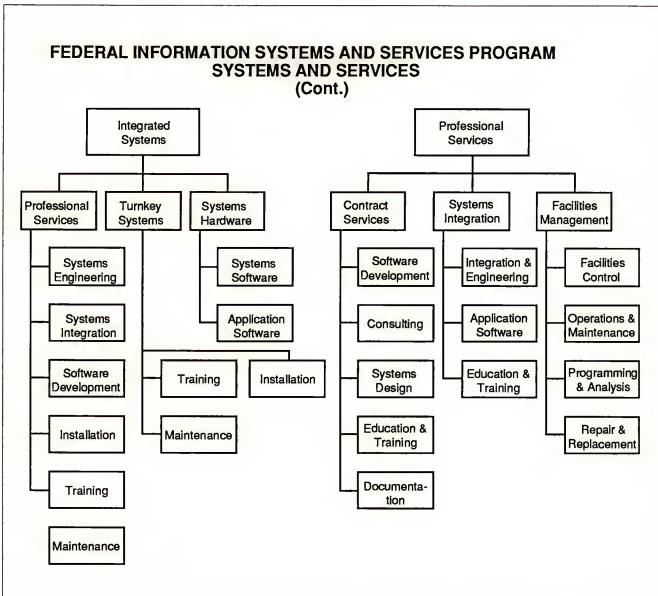 FEDERAL INFORMATION SYSTEMS AND SERVICES PROGRAM
SYSTEMS AND SERVICES
(Cont.)
Integrated
Systems
Professional
Services
Turnkey
Systems
Systems
Hardware
Systems
Engineering
Systems
Integration
Software
Development
Installation
Training
Maintenance
Training
Installation
Maintenance
Systems
Software
Application
Software
Professional
Services
Contract
Services
Systems
Integration
Facilities
Management
Software
Development
Consulting
Systems
Design
Education &
Training
Documenta-
tion
Integration &
Engineering
Application
Software
Education &
Training
Facilities
Control
Operations &
Maintenance
Programming
& Analysis
Repair &
Replacement